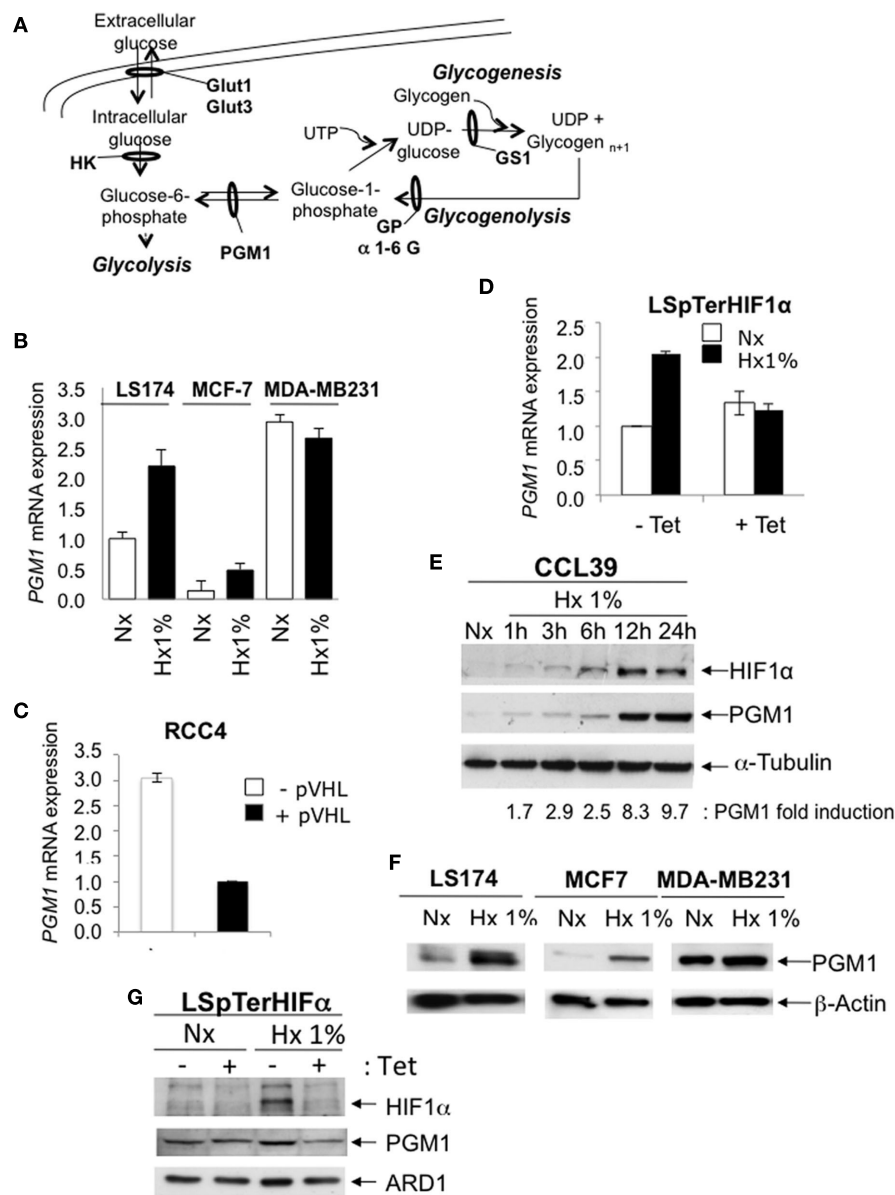 A
Extracellular
glucose
Glut1
Glut3
Intracellular
glucose
HK
Glucose-6-
phosphate
Glycolysis
PGM1
Glucose-1-
phosphate
UTP
UDP-
glucose
Glycogenesis
Glycogen
GS1
UDP +
Glycogen n+1
GP
α 1-6 G
Glycogenolysis
B
PGM1 mRNA expression
3.5
3.0
2.5
2.0
1.5
1.0
0.5
0.0
LS174 MCF-7 MDA-MB231
Nx Hx1% Nx Hx1% Nx Hx1%
C
RCC4
PGM1 mRNA expression
3.5
3.0
2.5
2.0
1.5
1.0
0.5
0.0
- pVHL
+ pVHL
D
LSpTerHIF1α
PGM1 mRNA expression
2.5
2.0
1.5
1.0
0.5
0.0
Nx
Hx1%
- Tet + Tet
E
CCL39
Hx 1%
Nx 1h 3h 6h 12h 24h
HIF1α
PGM1
α-Tubulin
1.7 2.9 2.5 8.3 9.7 : PGM1 fold induction
F
LS174 MCF7 MDA-MB231
Nx Hx 1% Nx Hx 1% Nx Hx 1%
PGM1
β-Actin
G
LSpTerHIFα
Nx Hx 1%
- + - + : Tet
HIF1α
PGM1
ARD1